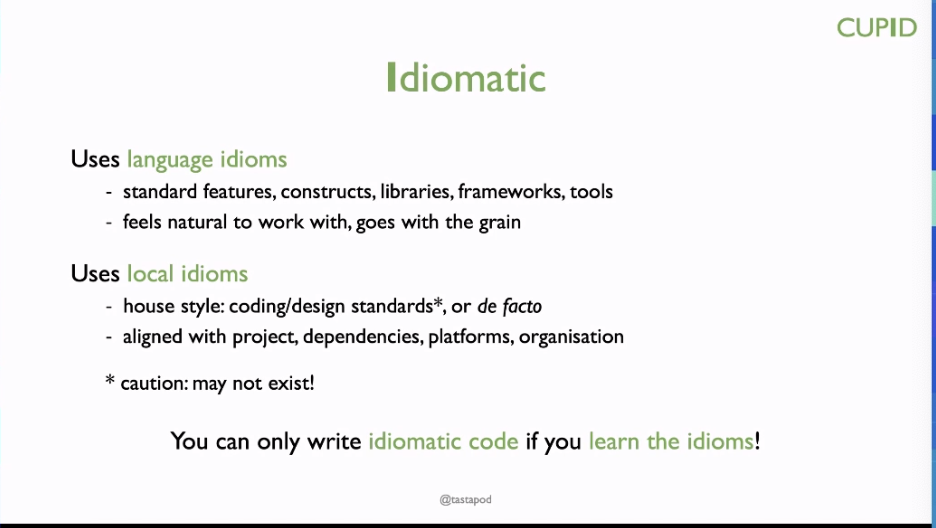 CUPID
Idiomatic
Uses language idioms
- standard features, constructs, libraries, frameworks, tools
- feels natural to work with, goes with the grain
Uses local idioms
- house style: coding/design standards*, or de facto
- aligned with project, dependencies, platforms, organisation
* caution: may not exist!
You can only write idiomatic code if you learn the idioms!
@tastapod